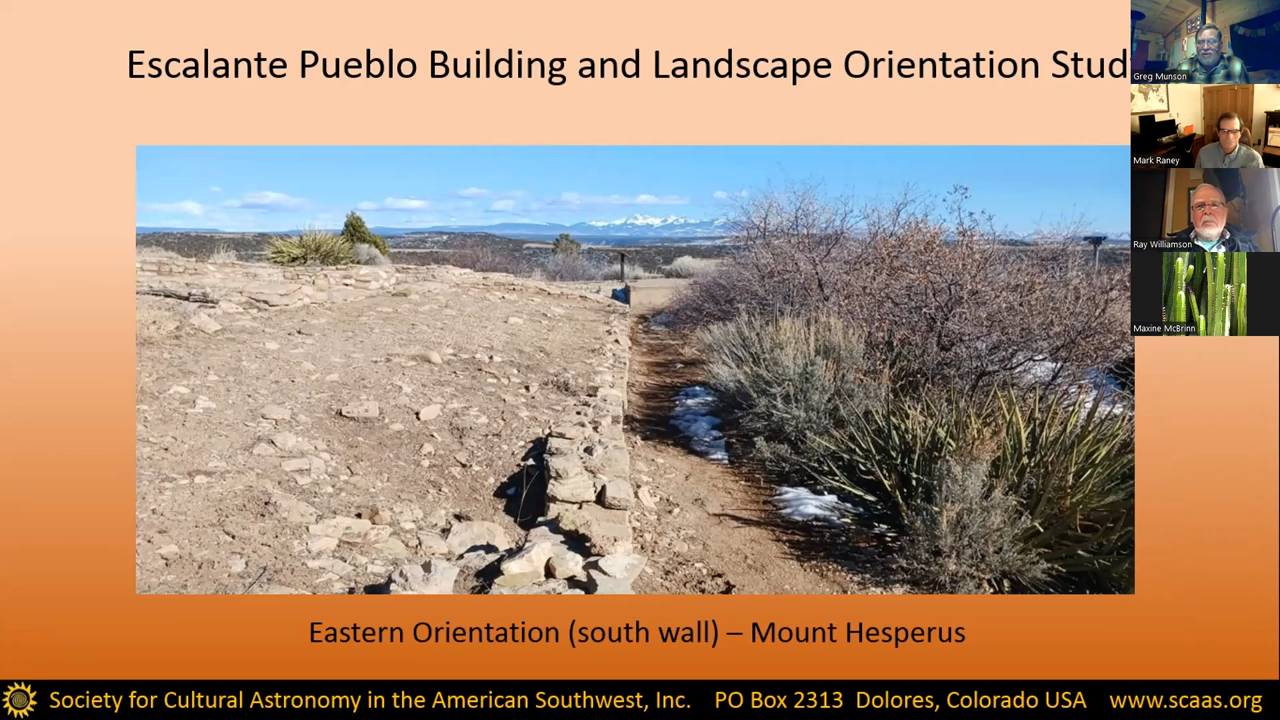 Escalante Pueblo Building and Landscape Orientation Stud
Greg Munson
Mark Raney
Ray Williamson
Maxine McBrinn
Eastern Orientation (south wall) – Mount Hesperus
Society for Cultural Astronomy in the American Southwest, Inc. PO Box 2313 Dolores, Colorado USA www.scaas.org